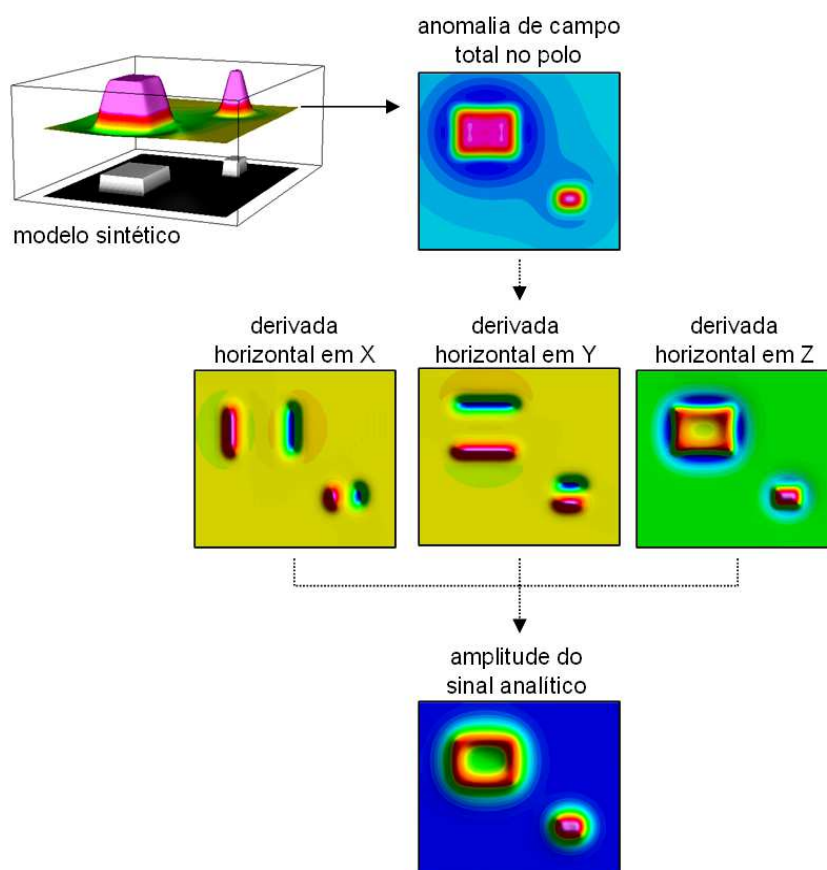 anomalia de campo
total no polo
modelo sintético
derivada
horizontal em X
derivada
horizontal em Y
derivada
horizontal em Z
amplitude do
sinal analítico